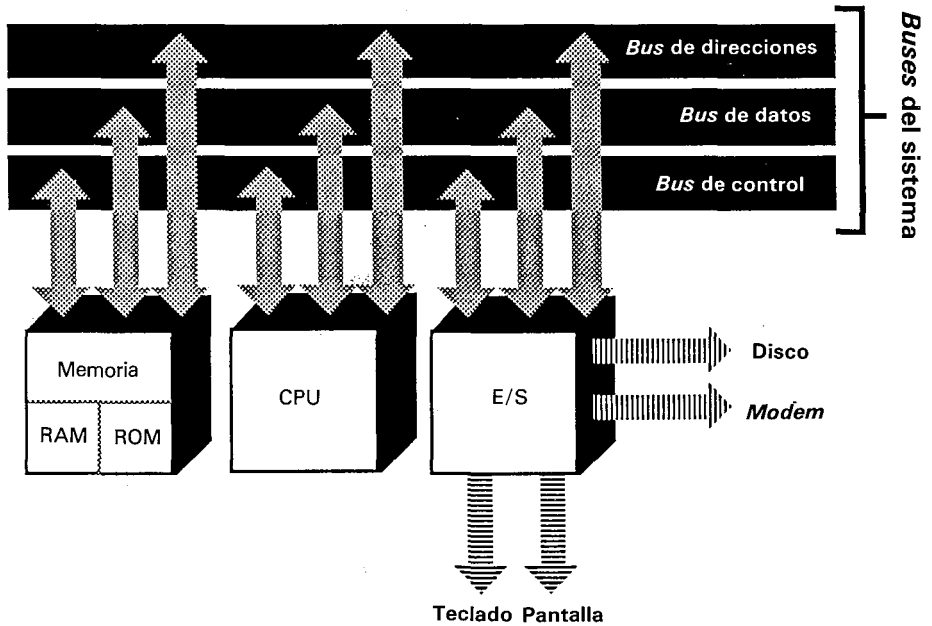 Bus de direcciones
Bus de datos
Bus de control
Buses del sistema
Memoria
RAM
ROM
CPU
E/S
Disco
Modem
Teclado
Pantalla